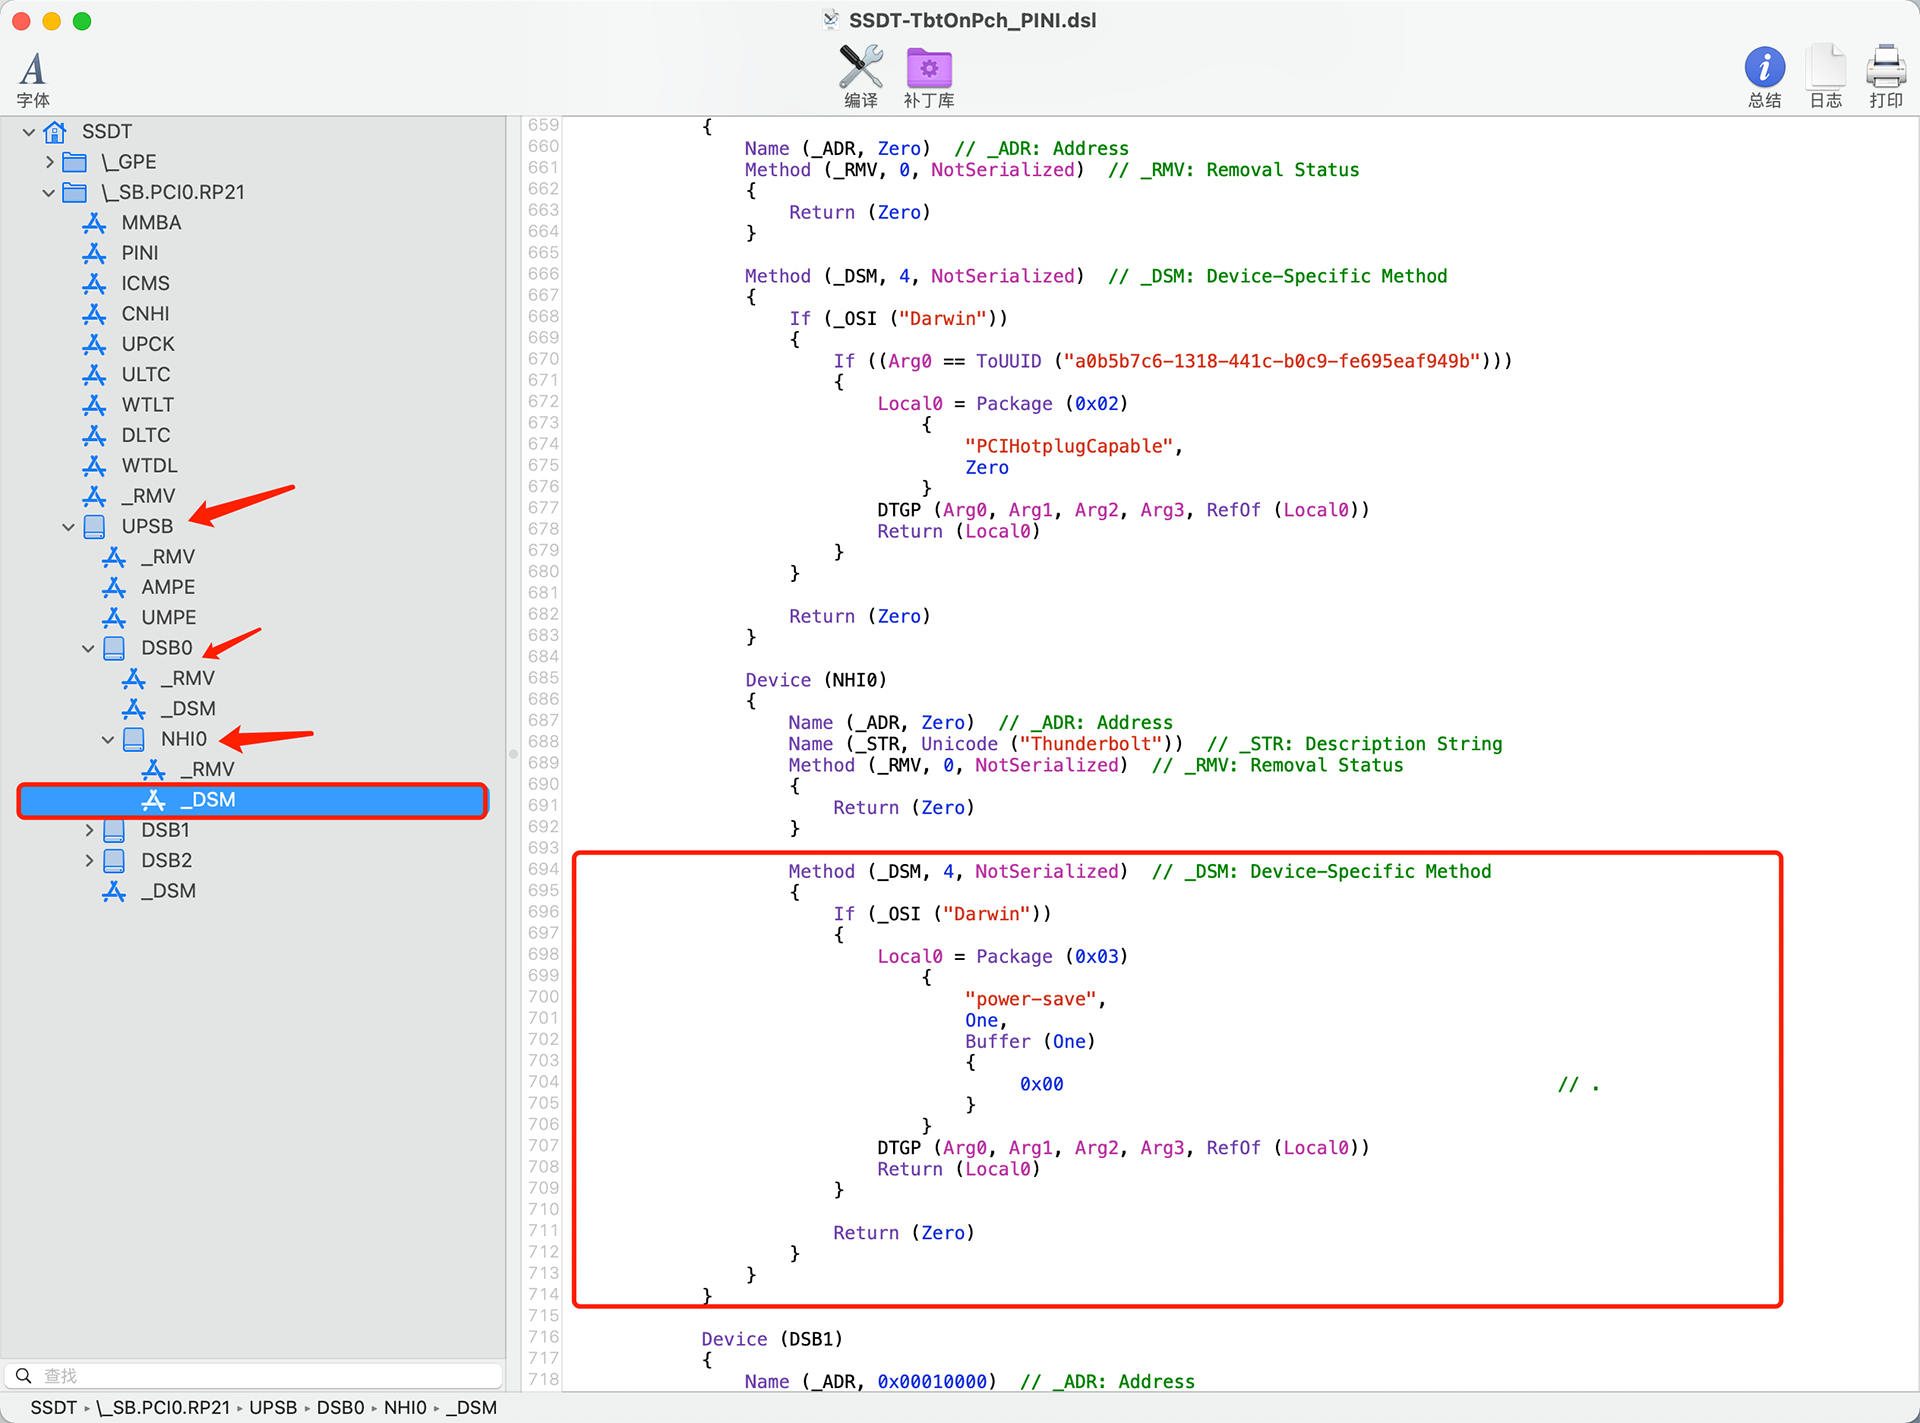 SSDT-TbtOnPch_PINI.dsl
A
字体
编译
补丁库
i
总结
日志
打印
SSDT
\_GPE
\_SB.PCI0.RP21
MMBA
PINI
ICMS
CNHI
UPCK
ULTC
WTLT
DLTC
WTDL
_RMV
UPSB
_RMV
AMPE
UMPE
DSB0
_RMV
_DSM
NHI0
_RMV
_DSM
DSB1
DSB2
_DSM
查找
659 {
660 Name (_ADR, Zero)  // _ADR: Address
661 Method (_RMV, 0, NotSerialized)  // _RMV: Removal Status
662 {
663 Return (Zero)
664 }
665
666 Method (_DSM, 4, NotSerialized)  // _DSM: Device-Specific Method
667 {
668 If (_OSI ("Darwin"))
669 {
670 If ((Arg0 == ToUUID ("a0b5b7c6-1318-441c-b0c9-fe695eaf949b")))
671 {
672 Local0 = Package (0x02)
673 {
674 "PCIHotplugCapable",
675 Zero
676 }
677 DTGP (Arg0, Arg1, Arg2, Arg3, RefOf (Local0))
678 Return (Local0)
679 }
680 }
681
682 Return (Zero)
683 }
684
685 Device (NHI0)
686 {
687 Name (_ADR, Zero)  // _ADR: Address
688 Name (_STR, Unicode ("Thunderbolt"))  // _STR: Description String
689 Method (_RMV, 0, NotSerialized)  // _RMV: Removal Status
690 {
691 Return (Zero)
692 }
693
694 Method (_DSM, 4, NotSerialized)  // _DSM: Device-Specific Method
695 {
696 If (_OSI ("Darwin"))
697 {
698 Local0 = Package (0x03)
699 {
700 "power-save",
701 One,
702 Buffer (One)
703 {
704 0x00 // .
705 }
706 }
707 DTGP (Arg0, Arg1, Arg2, Arg3, RefOf (Local0))
708 Return (Local0)
709 }
710
711 Return (Zero)
712 }
713 }
714 }
715
716 Device (DSB1)
717 {
718 Name (_ADR, 0x00010000)  // _ADR: Address
SSDT ▸ \_SB.PCI0.RP21 ▸ UPSB ▸ DSB0 ▸ NHI0 ▸ _DSM